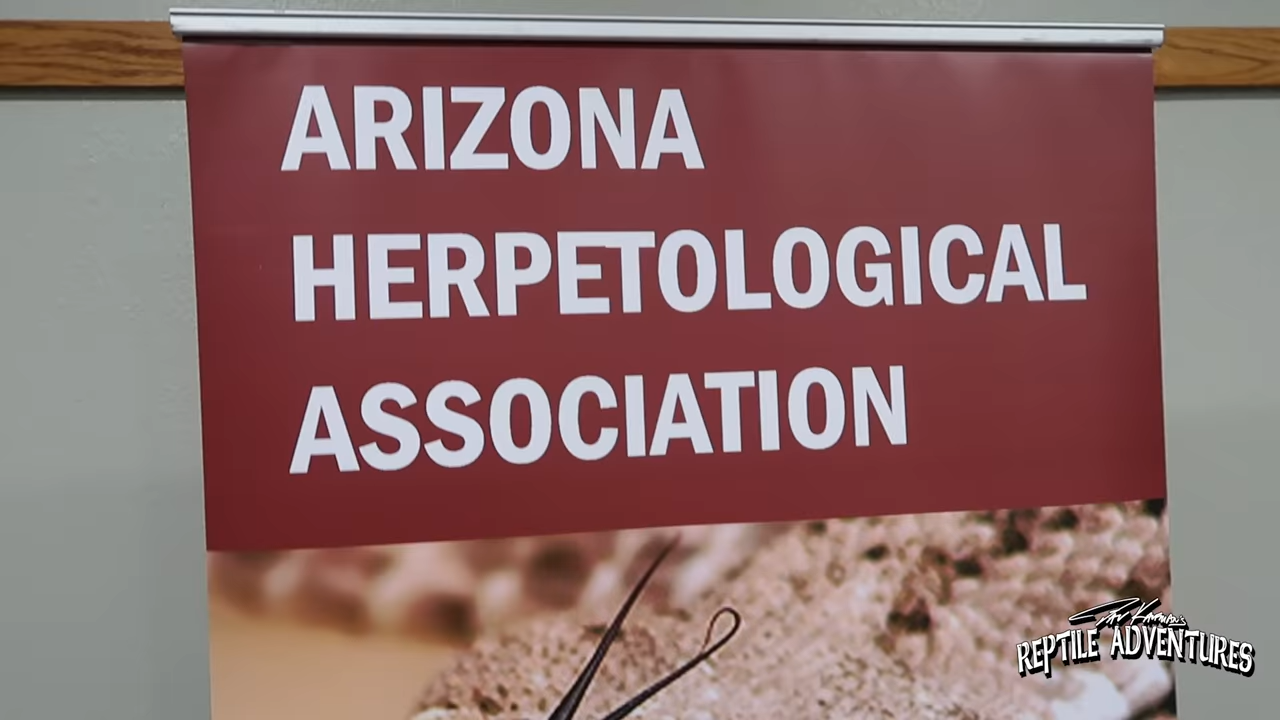 ARIZONA
HERPETOLOGICAL
ASSOCIATION
REPTILE ADVENTURES